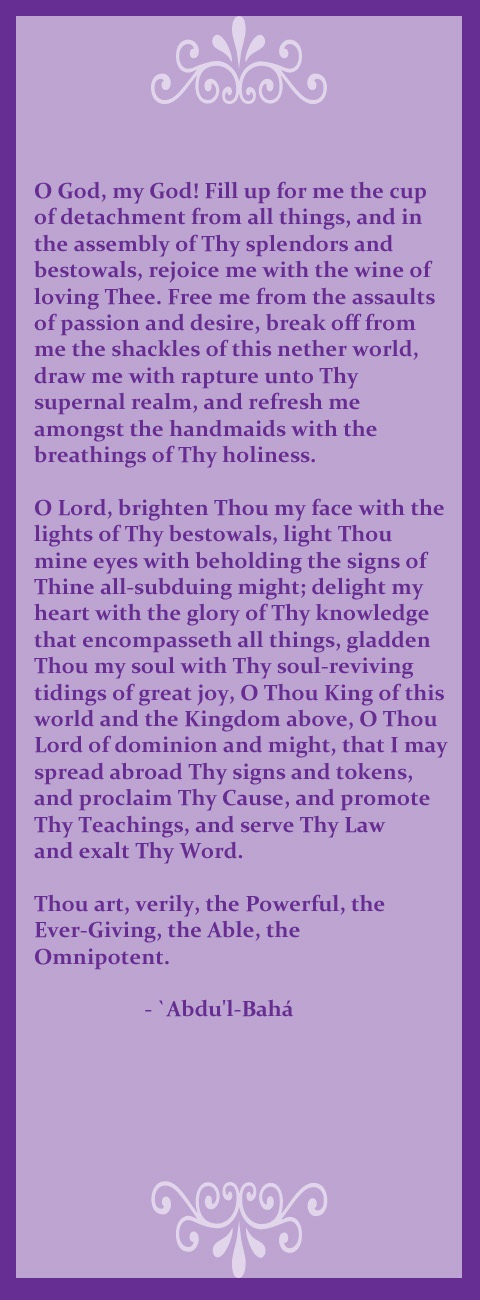 O God, my God! Fill up for me the cup
of detachment from all things, and in
the assembly of Thy splendors and
bestowals, rejoice me with the wine of
loving Thee. Free me from the assaults
of passion and desire, break off from
me the shackles of this nether world,
draw me with rapture unto Thy
supernal realm, and refresh me
amongst the handmaids with the
breathings of Thy holiness.

O Lord, brighten Thou my face with the
lights of Thy bestowals, light Thou
mine eyes with beholding the signs of
Thine all-subduing might; delight my
heart with the glory of Thy knowledge
that encompasseth all things, gladden
Thou my soul with Thy soul-reviving
tidings of great joy, O Thou King of this
world and the Kingdom above, O Thou
Lord of dominion and might, that I may
spread abroad Thy signs and tokens,
and proclaim Thy Cause, and promote
Thy Teachings, and serve Thy Law
and exalt Thy Word.

Thou art, verily, the Powerful, the
Ever-Giving, the Able, the
Omnipotent.

- `Abdu'l-Bahá